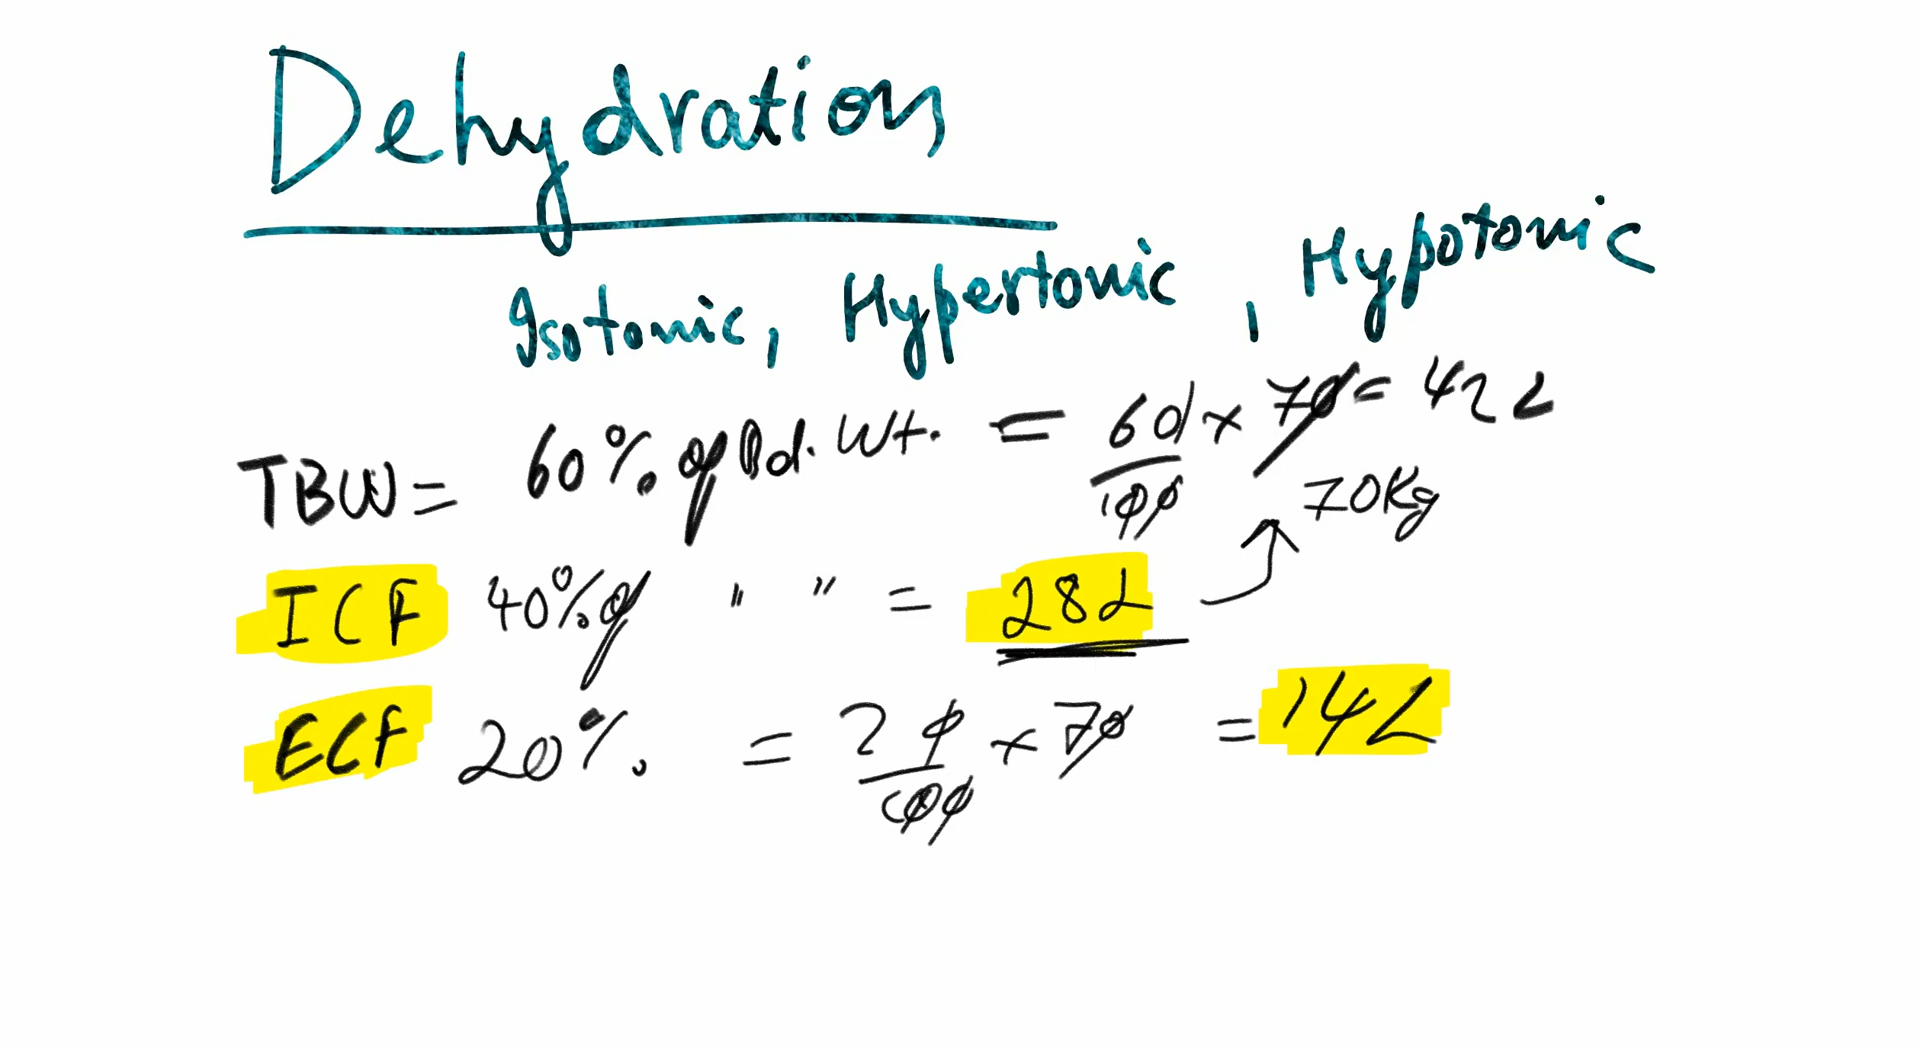 Dehydration
Isotonic, Hypertonic, Hypotonic
TBW = 60% of Bd. Wt. = 60/100 x 70 = 42 L
70Kg
ICF 40% of " " = 28L
ECF 20% = 20/100 x 70 = 14L